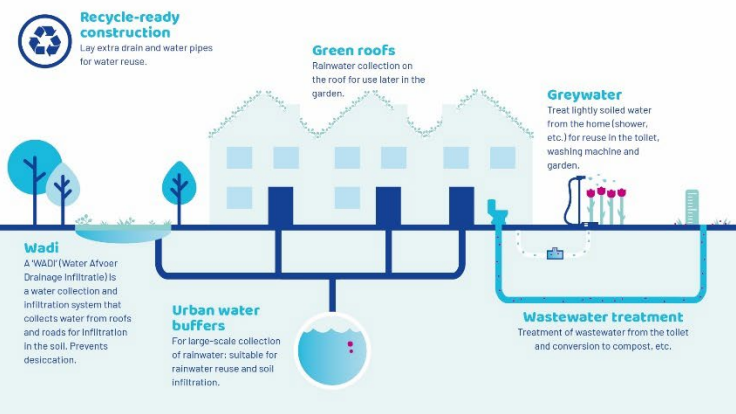 Recycle-ready
construction
Lay extra drain and water pipes
for water reuse.
Green roofs
Rainwater collection on
the roof for use later in the
garden.
Greywater
Treat lightly soiled water
from the home (shower,
etc.) for reuse in the toilet,
washing machine and
garden.
Wadi
A 'WADI' (Water Afvoer
Drainage Infiltratie) is
a water collection and
infiltration system that
collects water from roofs
and roads for infiltration
in the soil. Prevents
desiccation.
Urban water
buffers
For large-scale collection
of rainwater: suitable for
rainwater reuse and soil
infiltration.
Wastewater treatment
Treatment of wastewater from the toilet
and conversion to compost, etc.